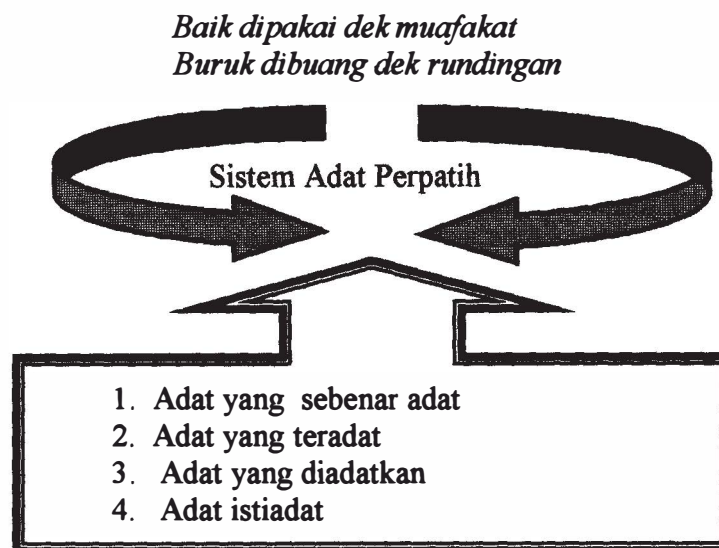 Baik dipakai dek muafakat
Buruk dibuang dek rundingan
Sistem Adat Perpatih
1. Adat yang sebenar adat
2. Adat yang teradat
3. Adat yang diadatkan
4. Adat istiadat